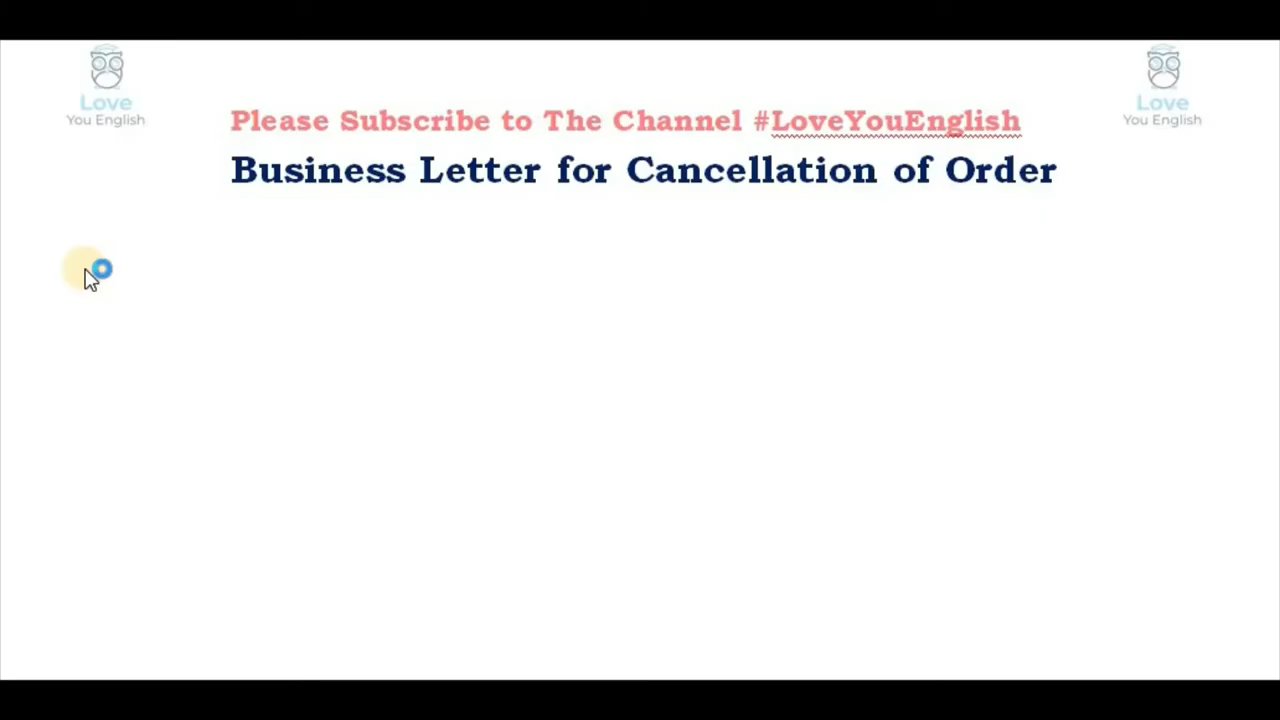 Love
You English
Love
You English
Please Subscribe to The Channel #LoveYouEnglish
Business Letter for Cancellation of Order